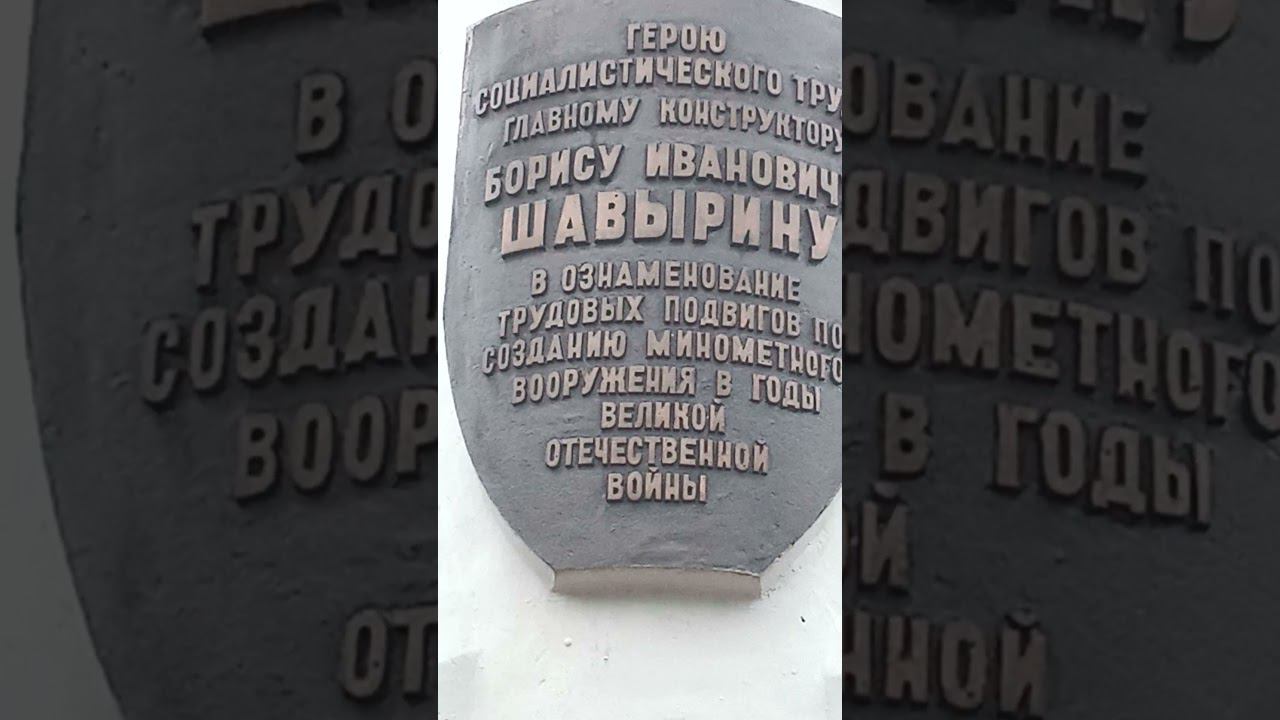 ГЕРОЮ
СОЦИАЛИСТИЧЕСКОГО ТРУ
ГЛАВНОМУ КОНСТРУКТОРУ
БОРИСУ ИВАНОВИЧ
ШАВЫРИНУ
В ОЗНАМЕНОВАНИЕ
ТРУДОВЫХ ПОДВИГОВ ПО
СОЗДАНИЮ МИНОМЕТНОГО
ВООРУЖЕНИЯ В ГОДЫ
ВЕЛИКОЙ
ОТЕЧЕСТВЕННОЙ
ВОЙНЫ